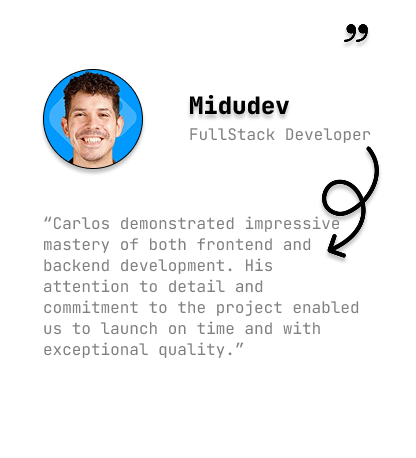 ”
Midudev
FullStack Developer
“Carlos demonstrated impressive
mastery of both frontend and
backend development. His
attention to detail and
commitment to the project enabled
us to launch on time and with
exceptional quality.”